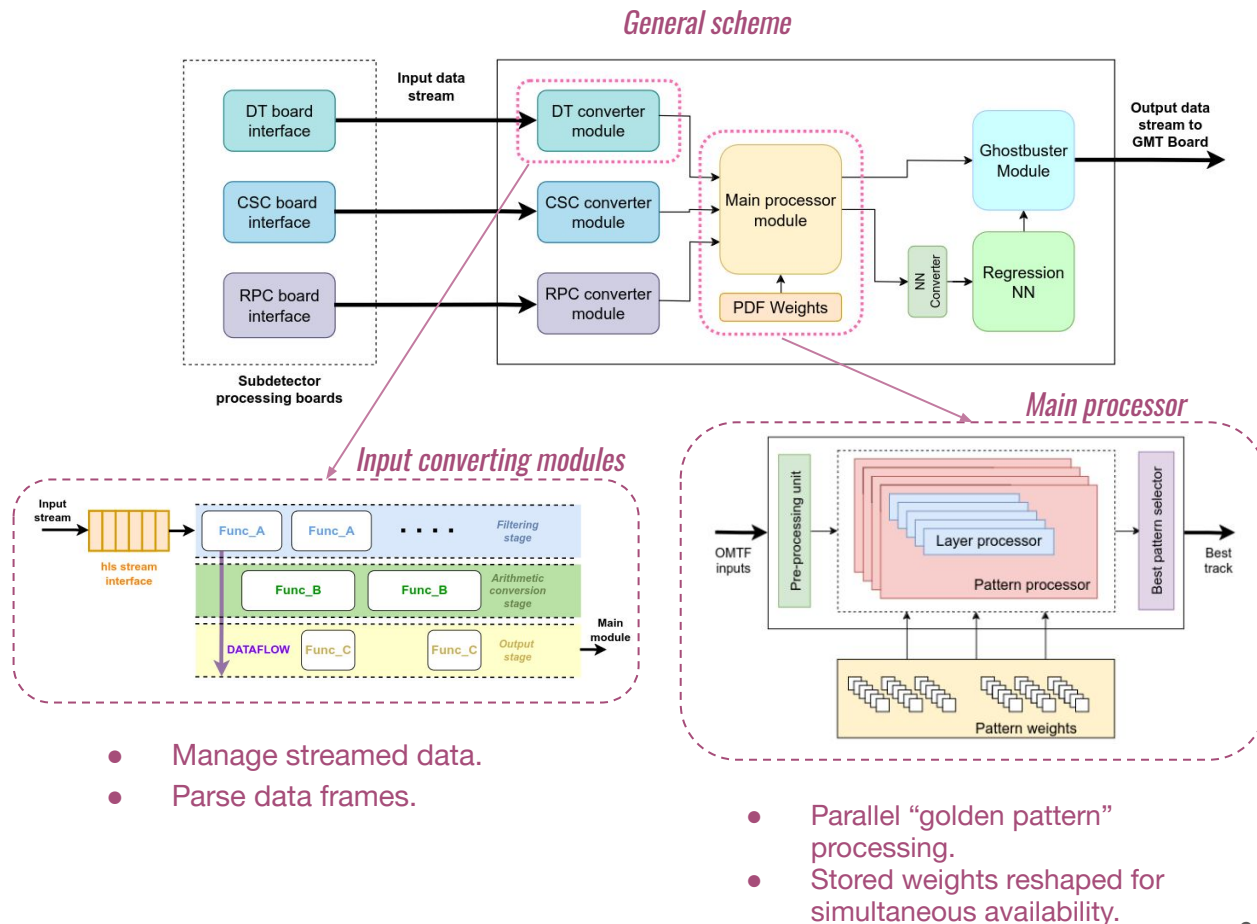 General scheme
Input data
stream
DT board
interface
DT converter
module
CSC board
interface
CSC converter
module
RPC board
interface
RPC converter
module
Main processor
module
PDF Weights
NN
Converter
Ghostbuster
Module
Regression
NN
Output data
stream to
GMT Board
Subdetector
processing boards
Input converting modules
Input
stream
hls stream
interface
Func_A
Func_A
Filtering
stage
Func_B
Func_B
Arithmetic
conversion
stage
DATAFLOW
Func_C
Func_C
Output
stage
Main
module
● Manage streamed data.
● Parse data frames.
Main processor
OMTF
inputs
Pre-processing unit
Layer processor
Pattern processor
Best pattern selector
Best
track
Pattern weights
● Parallel “golden pattern”
processing.
● Stored weights reshaped for
simultaneous availability.